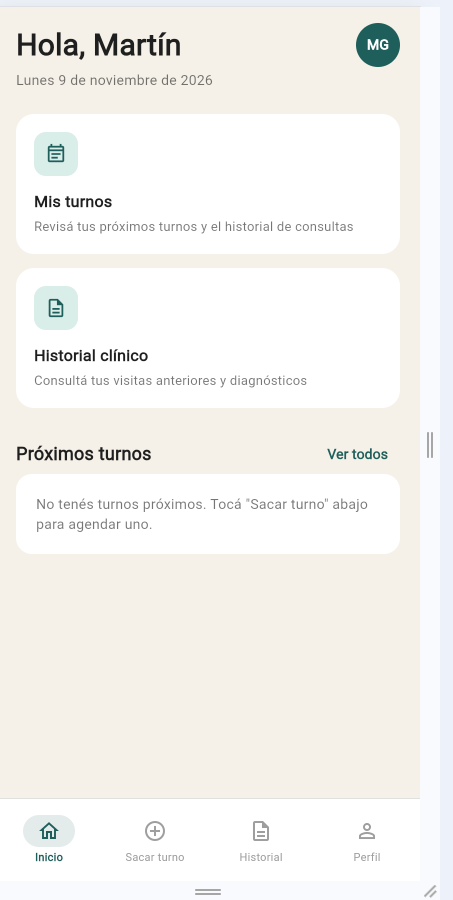 Hola, Martín
MG
Lunes 9 de noviembre de 2026
Mis turnos
Revisá tus próximos turnos y el historial de consultas
Historial clínico
Consultá tus visitas anteriores y diagnósticos
Próximos turnos
Ver todos
No tenés turnos próximos. Tocá "Sacar turno" abajo
para agendar uno.
Inicio
Sacar turno
Historial
Perfil